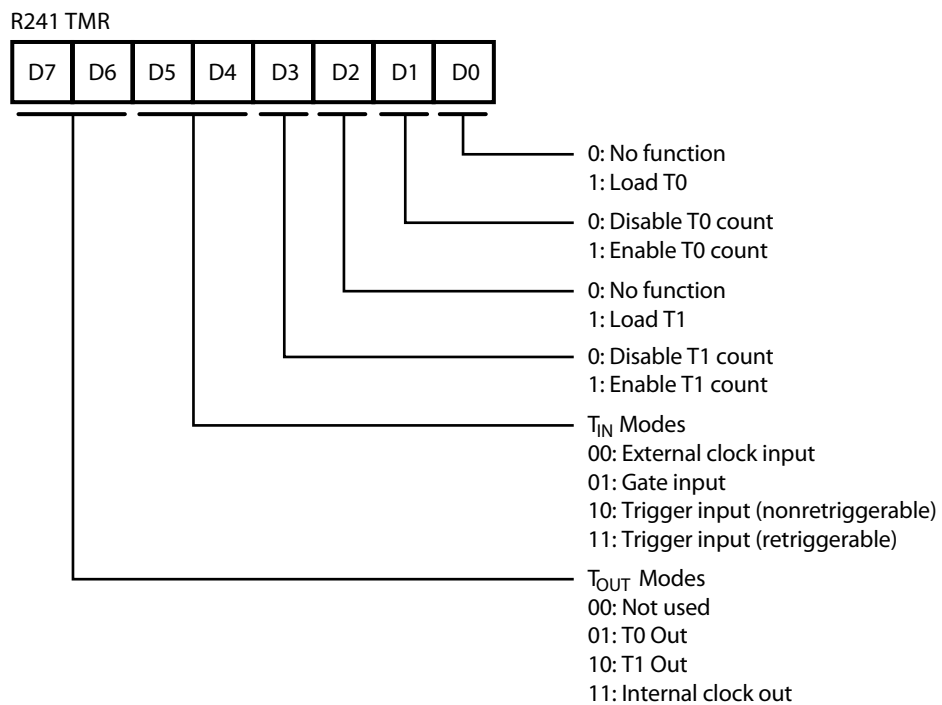 R241 TMR
D7 D6 D5 D4 D3 D2 D1 D0
0: No function
1: Load T0
0: Disable T0 count
1: Enable T0 count
0: No function
1: Load T1
0: Disable T1 count
1: Enable T1 count
TIN Modes
00: External clock input
01: Gate input
10: Trigger input (nonretriggerable)
11: Trigger input (retriggerable)
TOUT Modes
00: Not used
01: T0 Out
10: T1 Out
11: Internal clock out